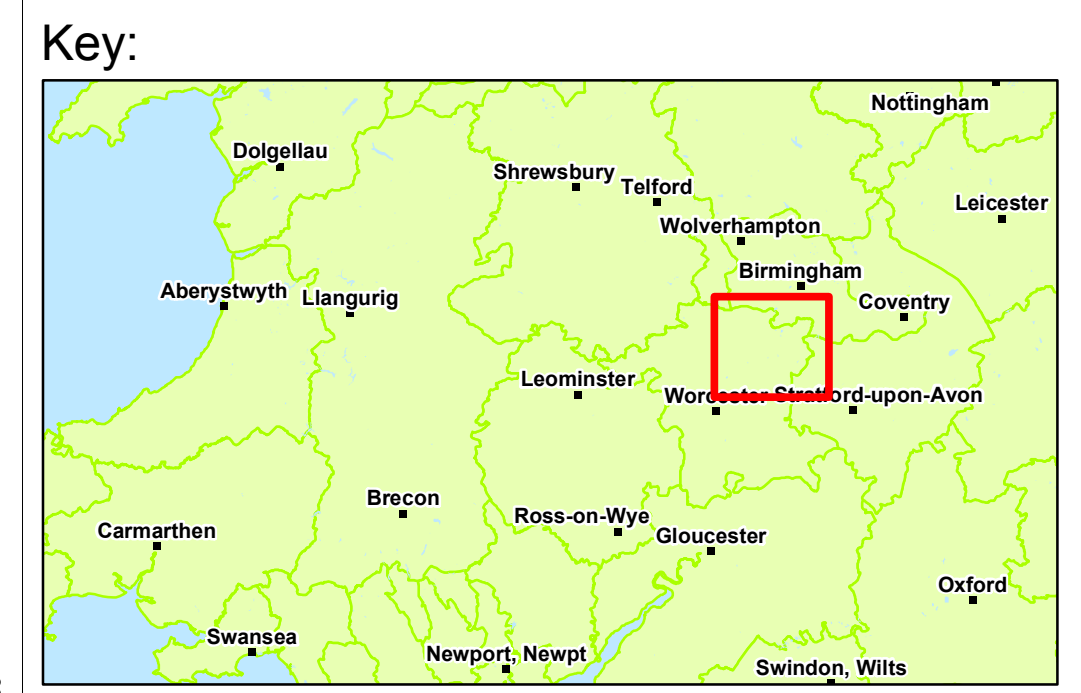 Key:
Nottingham
Dolgellau
Shrewsbury
Telford
Leicester
Wolverhampton
Birmingham
Aberystwyth
Llangurig
Coventry
Leominster
Worcester
Stratford-upon-Avon
Brecon
Ross-on-Wye
Carmarthen
Gloucester
Oxford
Swansea
Newport, Newpt
Swindon, Wilts